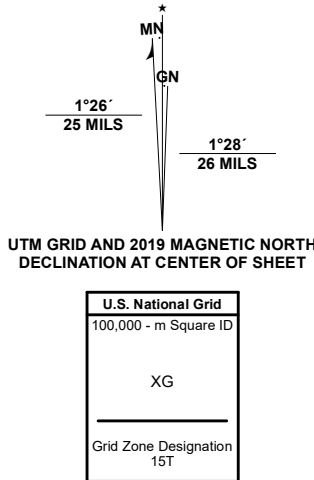 ★
MN
GN
1°26´
25 MILS
1°28´
26 MILS
UTM GRID AND 2019 MAGNETIC NORTH
DECLINATION AT CENTER OF SHEET
U.S. National Grid
100,000 - m Square ID
XG
Grid Zone Designation
15T